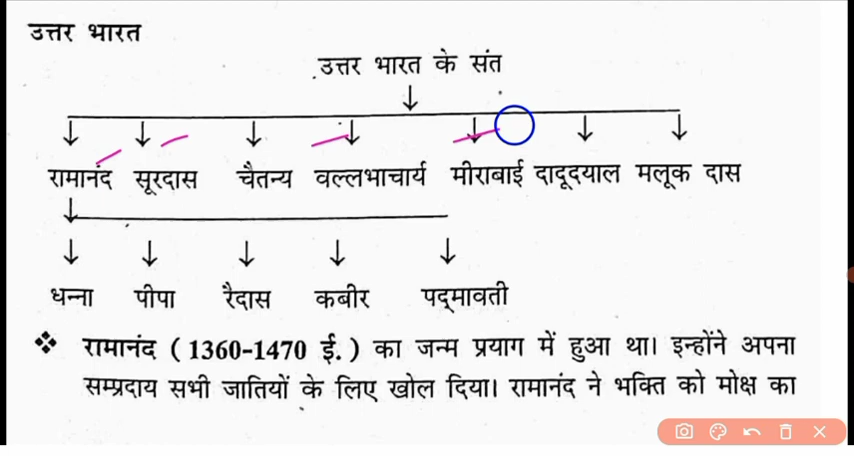 उत्तर भारत
उत्तर भारत के संत
रामानंद सूरदास चैतन्य वल्लभाचार्य मीराबाई दादूदयाल मलूक दास
धन्ना पीपा रैदास कबीर पद्मावती
❖ रामानंद ( 1360-1470 ई. ) का जन्म प्रयाग में हुआ था। इन्होंने अपना
सम्प्रदाय सभी जातियों के लिए खोल दिया। रामानंद ने भक्ति को मोक्ष का